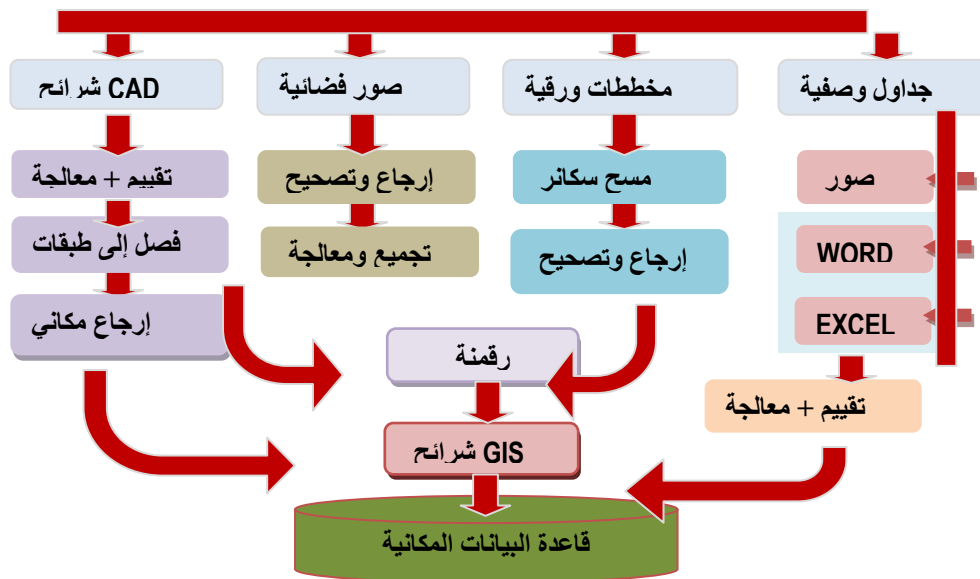 جداول وصفية
مخططات ورقية
صور فضائية
شرائح CAD
صور
مسح سكانر
إرجاع وتصحيح
تقييم + معالجة
WORD
إرجاع وتصحيح
تجميع ومعالجة
فصل إلى طبقات
EXCEL
إرجاع مكاني
رقمنة
تقييم + معالجة
شرائح GIS
قاعدة البيانات المكانية